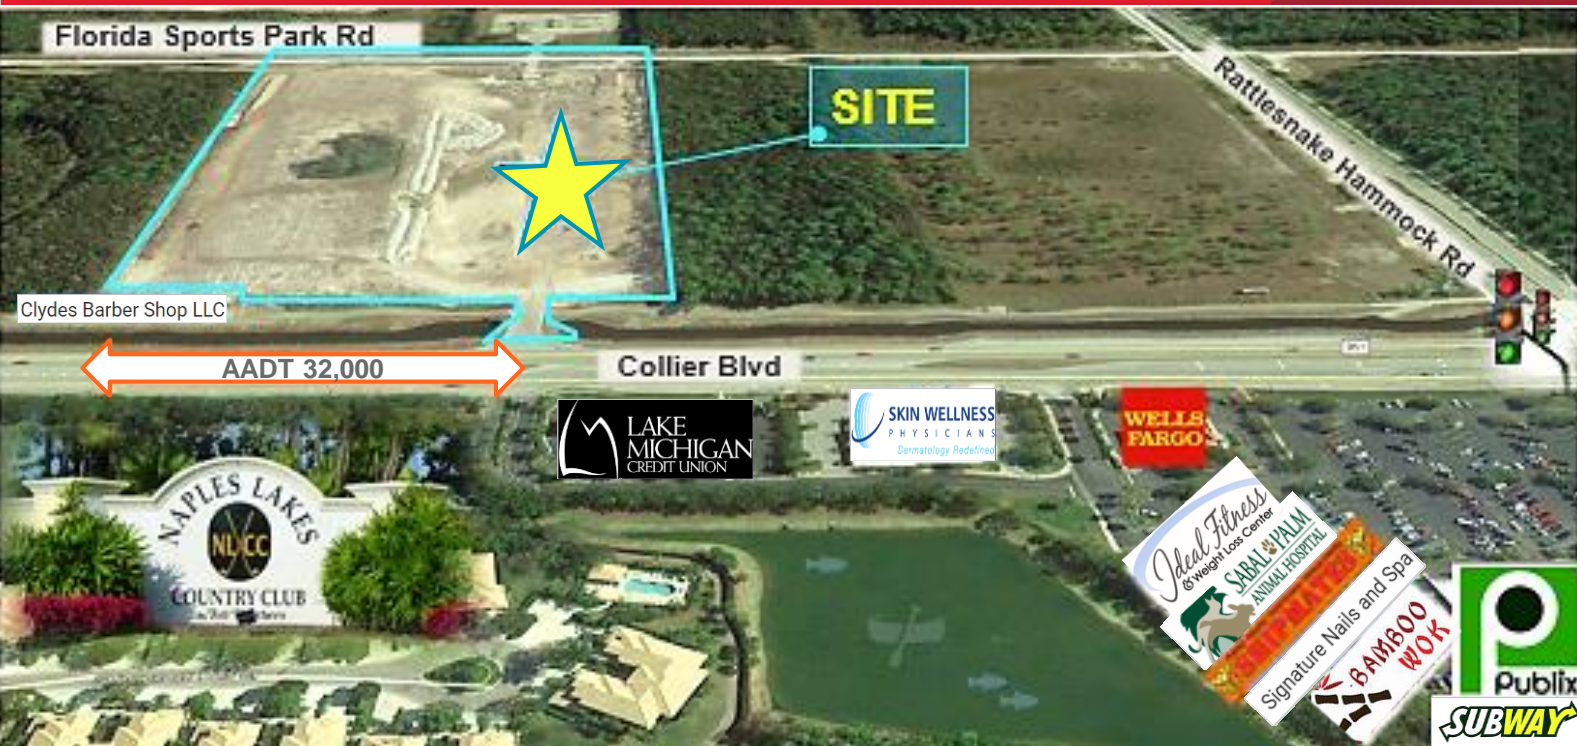 Florida Sports Park Rd
SITE
Rattlesnake Hammock Rd
Clydes Barber Shop LLC
AADT 32,000
Collier Blvd
951
LAKE
MICHIGAN
CREDIT UNION
SKIN WELLNESS
PHYSICIANS
Dermatology Redefined
WELLS
FARGO
NAPLES LAKES
NLCC
COUNTRY CLUB
Ideal Fitness
& Weight Loss Center
SABAL PALM
ANIMAL HOSPITAL
SHIPMATES
Signature Nails and Spa
BAMBOO
WOK
Publix
SUBWAY